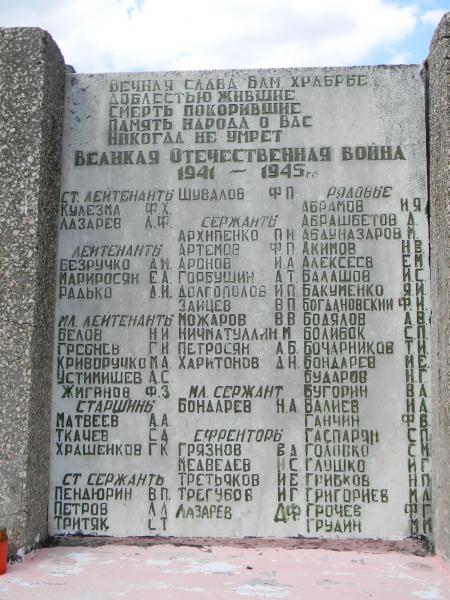 ВЕЧНАЯ СЛАВА ВАМ ХРАБРЫЕ
ДОБЛЕСТЬЮ ЖИВШИЕ
СМЕРТЬ ПОКОРИВШИЕ
ПАМЯТЬ НАРОДА О ВАС
НИКОГДА НЕ УМРЕТ
ВЕЛИКАЯ ОТЕЧЕСТВЕННАЯ ВОЙНА
1941 — 1945 гг
СТ. ЛЕЙТЕНАНТЫ
КУЛЕЗМА Ф.Х.
ЛАЗАРЕВ А.Ф.
ЛЕЙТЕНАНТЫ
БЕЗРУЧКО А.М.
МАРИРОСЯН Е.А.
РАДЬКО Д.И.
МЛ. ЛЕЙТЕНАНТЫ
БЕЛОВ Н.И.
ГРЕБНЕВ Н.И.
КРИВОРУЧКО М.А.
УСТИМИШЕВ А.С.
ЖИГАНОВ Ф.З.
СТАРШИНЫ
МАТВЕЕВ А.А.
ТКАЧЕВ С.А.
ХРАЩЕНКОВ Г.К.
СТ СЕРЖАНТЫ
ПЕНДЮРИН В.П.
ПЕТРОВ
ТРИТЯК С.Т.
ШУВАЛОВ Ф П
СЕРЖАНТЫ
АРХИПЕНКО П И
АРТЕМОВ Ф П
АРОНОВ И.А
ГОРБУШИН А.Т
ДОЛГОПОЛОВ И.П
ЗАЙЦЕВ В П
МОЖАРОВ В В
НИЧМАТУЛЛИН М.
ПЕТРОСЯН А.Б
ХАРИТОНОВ Д.Н
МЛ. СЕРЖАНТ
БОНДАРЕВ Н.А
ЕФРЕЙТОРЫ
ГРЯЗНОВ В.Д
МЕДВЕДЕВ Н С
ТРЕТЬЯКОВ И Е
ТРЕГУБОВ И Г
ЛАЗАРЕВ Д Ф
РЯДОВЫЕ
АБРАМОВ И.Я
АБРАШБЕТОВ Д.
АБДУНАЗАРОВ М.
АКИМОВ Н.В
АЛЕКСЕЕВ Е.М
БАЛАШОВ И.С
БАКУМЕНКО Я.И
БОГДАНОВСКИЙ Ф.И
БОДЯЛОВ
БОЛИБОК П
БОЧАРНИКОВ Т.И
БОНДАРЕВ И.Е
БУДАРОВ Н.Г
БУГОРИН
ВАЛИЕВ И
ГАНЧИН Ф
ГАСПАРЯН С
ГОЛОВКО С
ГЛУШКО И
ГРИБКОВ Н
ГРИГОРИЕВ М
ГРОЧЕВ Ф
ГРУДИН М